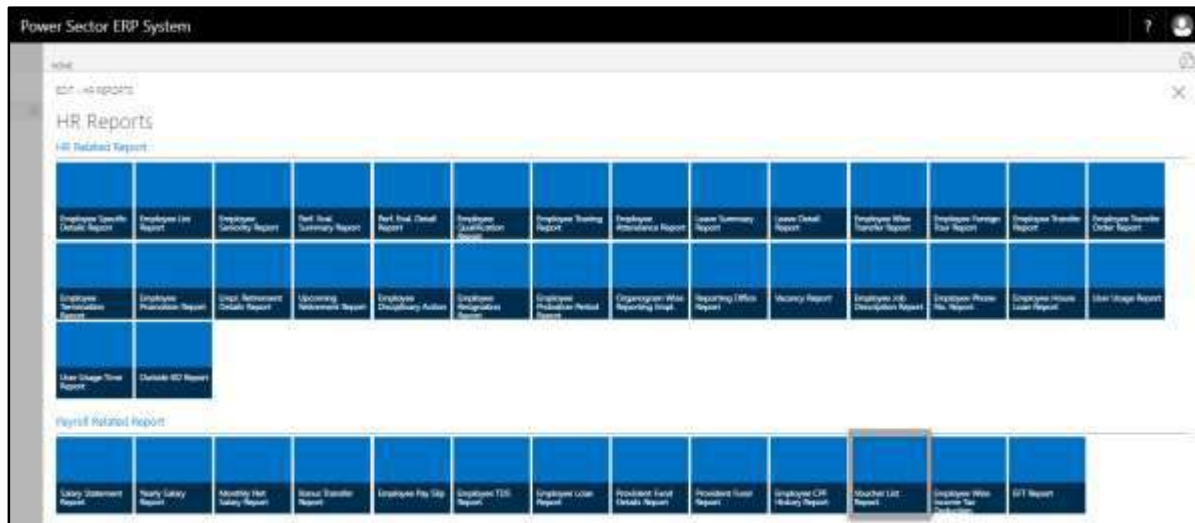 Power Sector ERP System ?
HOME
EDIT - HR REPORTS
HR Reports
HR Related Report
Employee Specific Details Report
Employee List Report
Employee Seniority Report
Perf. Eval. Summary Report
Perf. Eval. Detail Report
Employee Qualification Report
Employee Training Report
Employee Attendance Report
Leave Summary Report
Leave Detail Report
Employee Wise Transfer Report
Employee Foreign Tour Report
Employee Transfer Report
Employee Transfer Order Report
Employee Termination Report
Employee Promotion Report
Empl. Retirement Details Report
Upcoming Retirement Report
Employee Disciplinary Action
Employee Resignation Report
Employee Probation Period Report
Organogram Wise Reporting Empl.
Reporting Office Report
Vacancy Report
Employee Job Description Report
Employee Phone No. Report
Employee House Loan Report
User Usage Report
User Usage Time Report
Outside BD Report
Payroll Related Report
Salary Statement Report
Yearly Salary Report
Monthly Net Salary Report
Bonus Transfer Report
Employee Pay Slip
Employee TDS Report
Employee Loan Report
Provident Fund Details Report
Provident Fund Report
Employee CPF History Report
Voucher List Report
Employee Wise Income Tax Deduction
EFT Report